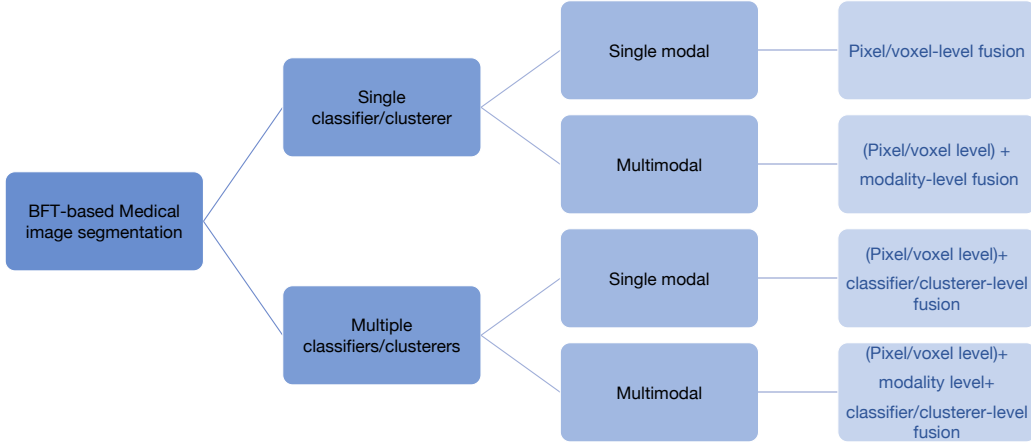 BFT-based Medical
image segmentation
Single
classifier/clusterer
Multiple
classifiers/clusterers
Single modal
Multimodal
Single modal
Multimodal
Pixel/voxel-level fusion
(Pixel/voxel level) +
modality-level fusion
(Pixel/voxel level)+
classifier/clusterer-level
fusion
(Pixel/voxel level)+
modality level+
classifier/clusterer-level
fusion